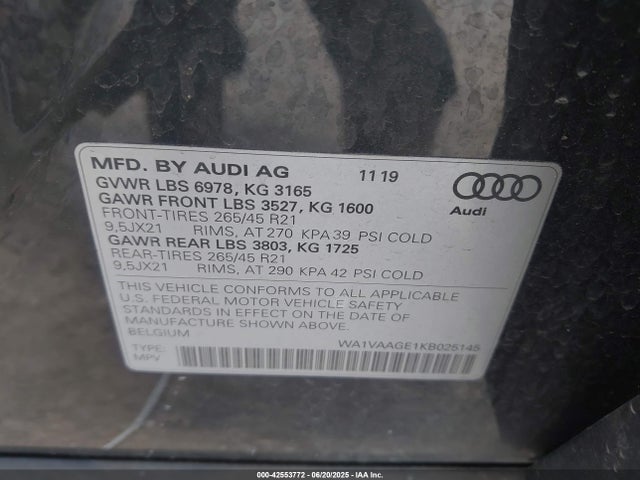 MFD. BY AUDI AG 11 19
GVWR LBS 6978, KG 3165
GAWR FRONT LBS 3527, KG 1600
FRONT-TIRES 265/45 R21
9,5JX21 RIMS, AT 270 KPA 39 PSI COLD
GAWR REAR LBS 3803, KG 1725
REAR-TIRES 265/45 R21
9,5JX21 RIMS, AT 290 KPA 42 PSI COLD
Audi
THIS VEHICLE CONFORMS TO ALL APPLICABLE
U.S. FEDERAL MOTOR VEHICLE SAFETY
STANDARDS IN EFFECT ON THE DATE OF
MANUFACTURE SHOWN ABOVE.
BELGIUM
TYPE:
MPV
WA1VAAGE1KB025145
000-42553772 - 06/20/2025 - IAA Inc.